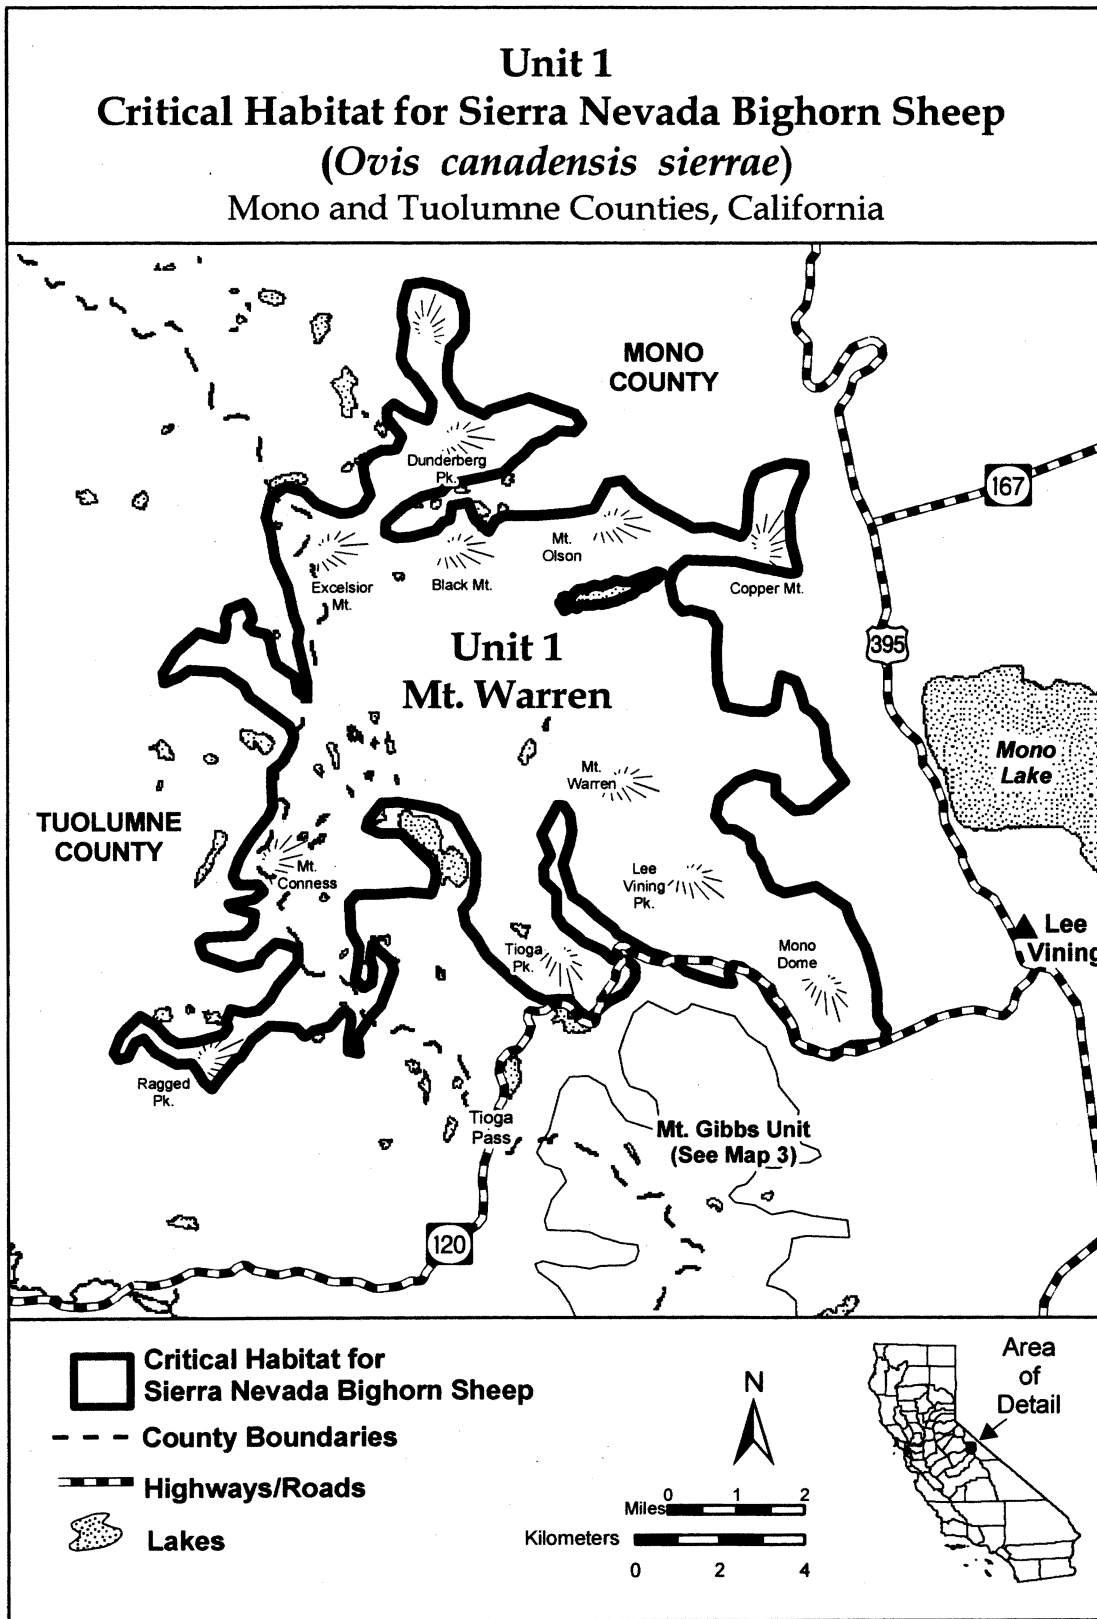 Unit 1
Critical Habitat for Sierra Nevada Bighorn Sheep
(Ovis canadensis sierrae)
Mono and Tuolumne Counties, California
MONO
COUNTY
Dunderberg
Pk.
167
Mt.
Olson
Excelsior
Mt.
Black Mt.
Copper Mt.
395
Unit 1
Mt. Warren
Mono
Lake
Mt.
Warren
TUOLUMNE
COUNTY
Mt.
Conness
Lee
Vining
Pk.
Lee
Vining
Tioga
Pk.
Mono
Dome
Ragged
Pk.
Tioga
Pass
Mt. Gibbs Unit
(See Map 3)
120
Critical Habitat for
Sierra Nevada Bighorn Sheep
County Boundaries
Highways/Roads
Lakes
N
0 1 2
Miles
Kilometers
0 2 4
Area
of
Detail